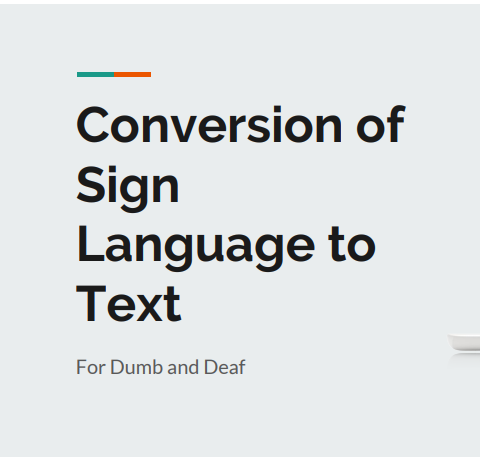 Conversion of
Sign
Language to
Text
For Dumb and Deaf